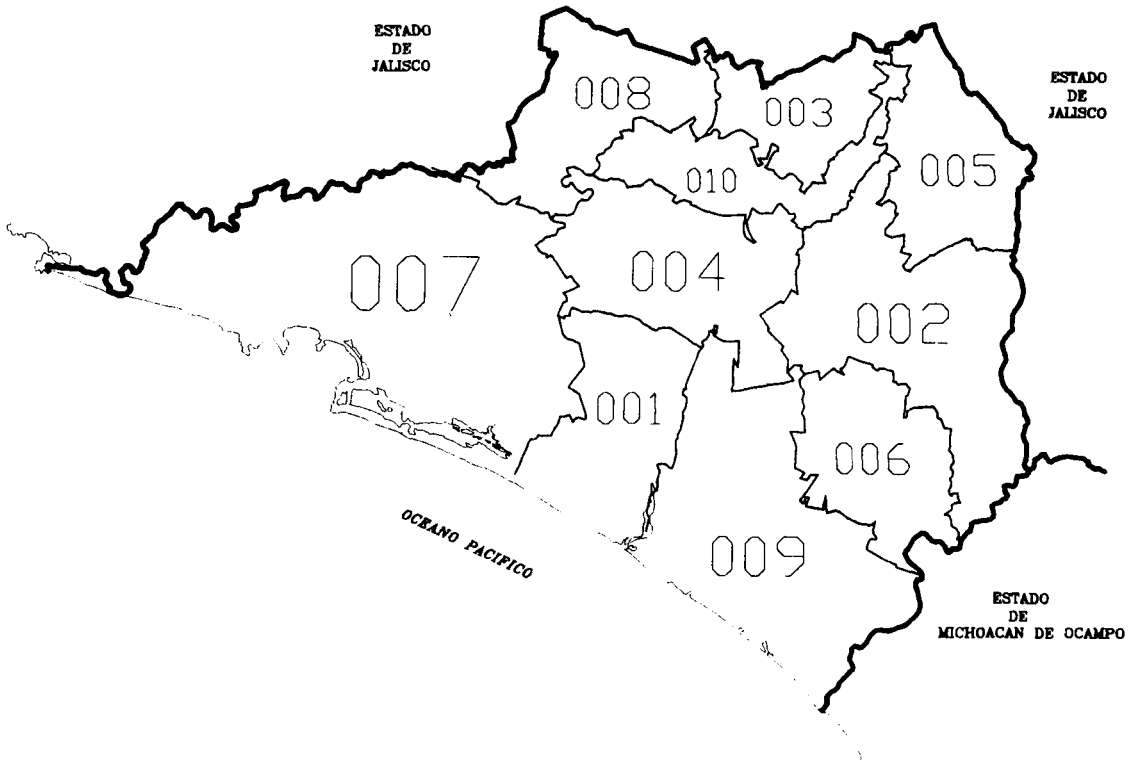 ESTADO
DE
JALISCO
ESTADO
DE
JALISCO
008
003
005
010
007
004
002
001
006
009
OCEANO PACIFICO
ESTADO
DE
MICHOACAN DE OCAMPO